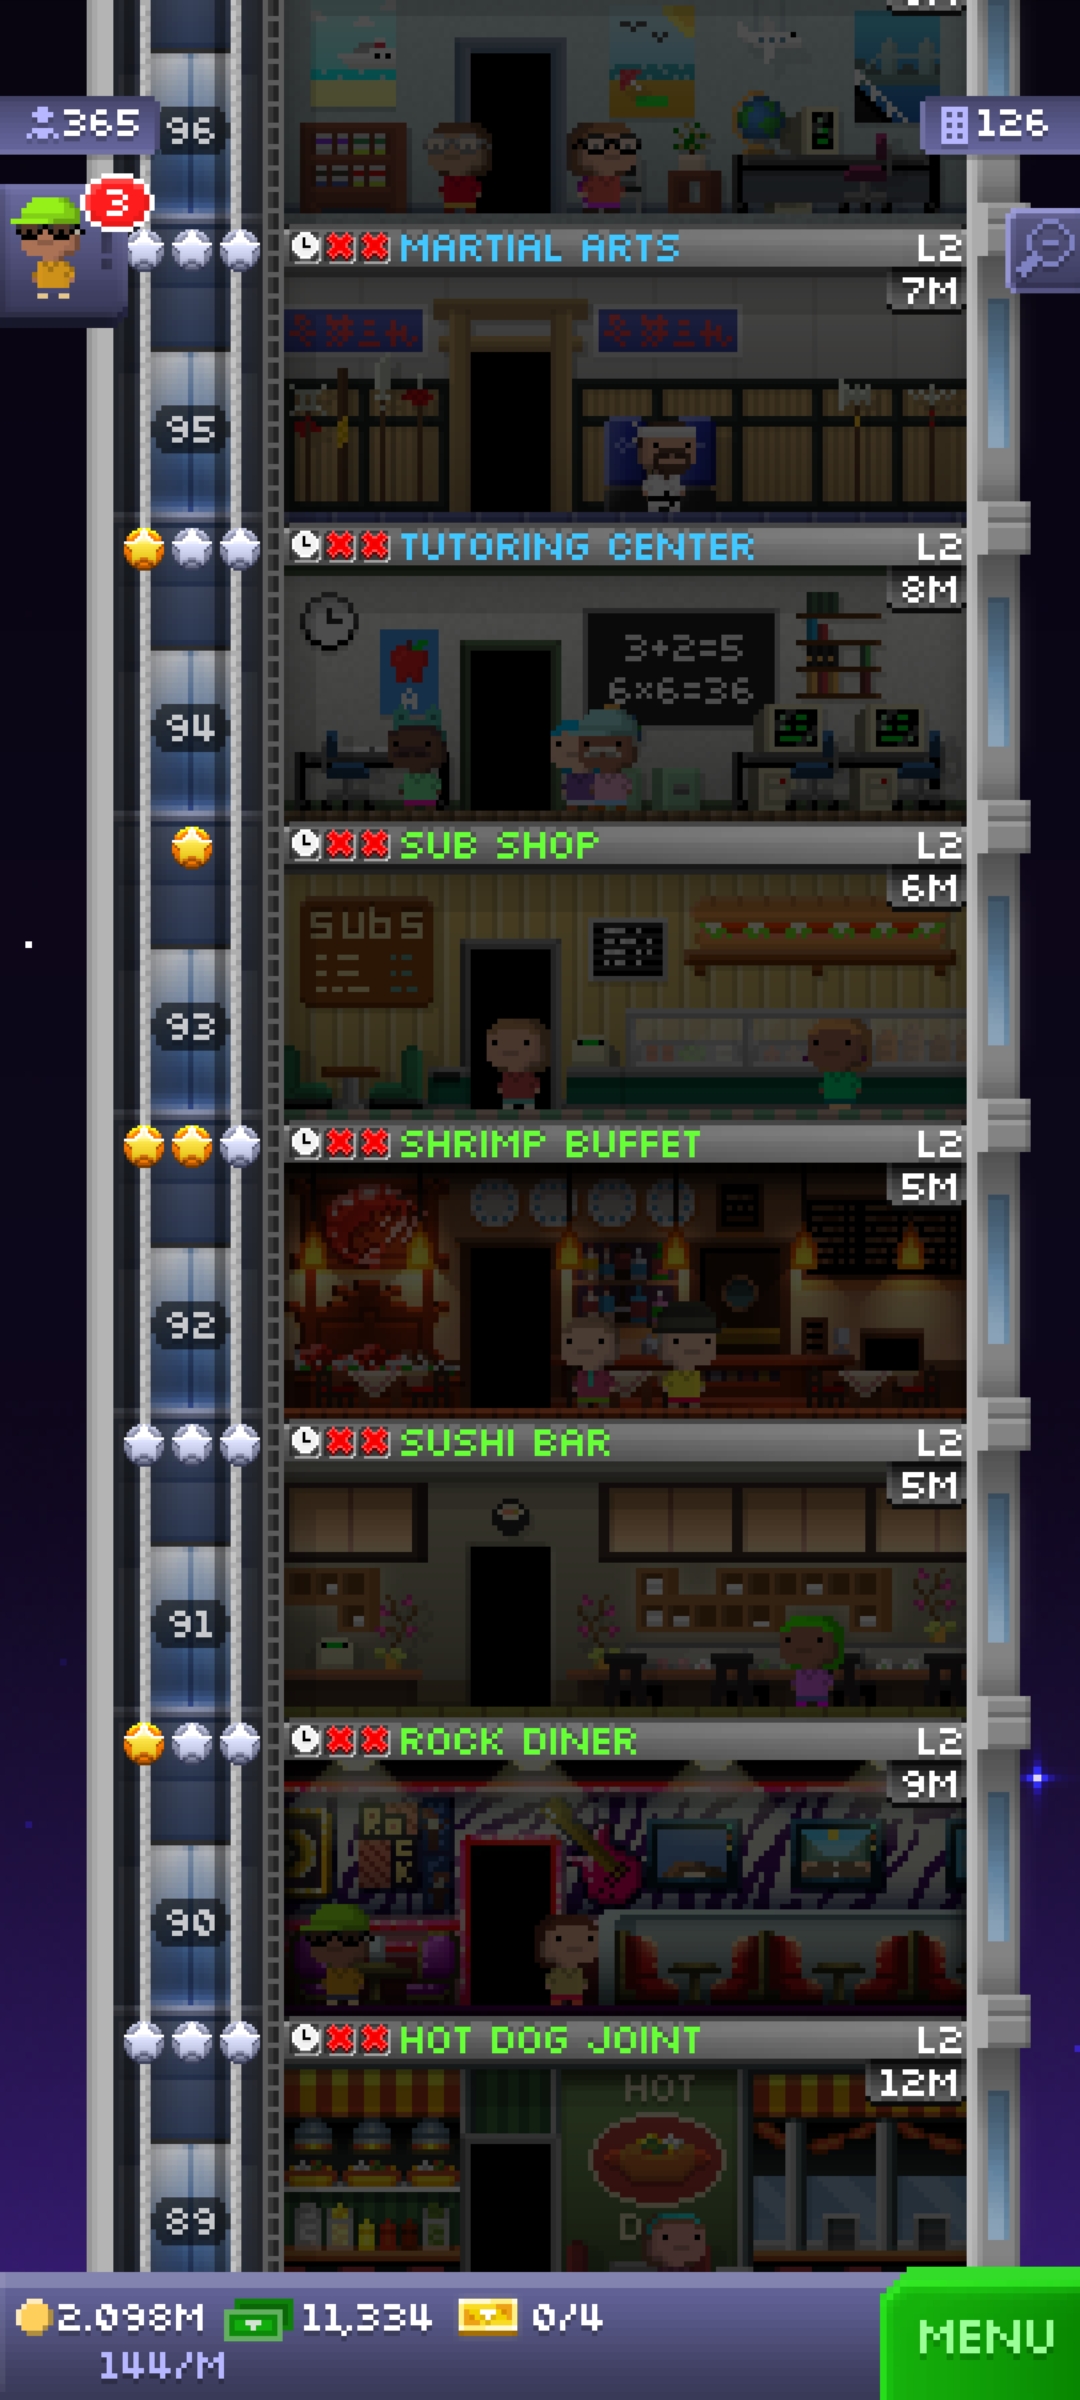 365
96
126
3
MARTIAL ARTS L2
7M
95
TUTORING CENTER L2
8M
3+2=5
6x6=36
A
94
SUB SHOP L2
6M
SUBS
93
SHRIMP BUFFET L2
5M
92
SUSHI BAR L2
5M
91
ROCK DINER L2
9M
ROCK
90
HOT DOG JOINT L2
12M
HOT
D
89
2.098M 11,334 0/4
144/M
MENU